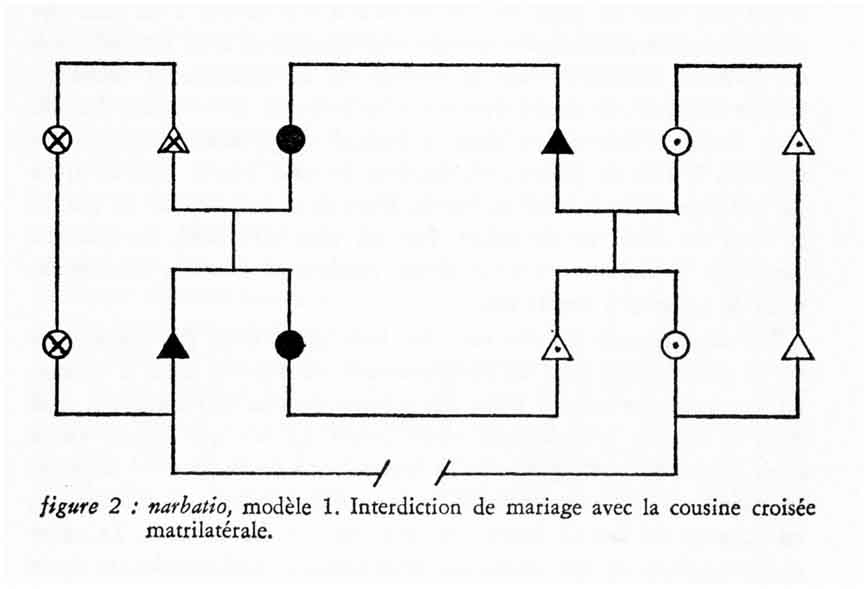 figure 2 : narbatio, modèle 1. Interdiction de mariage avec la cousine croisée
matrilatérale.